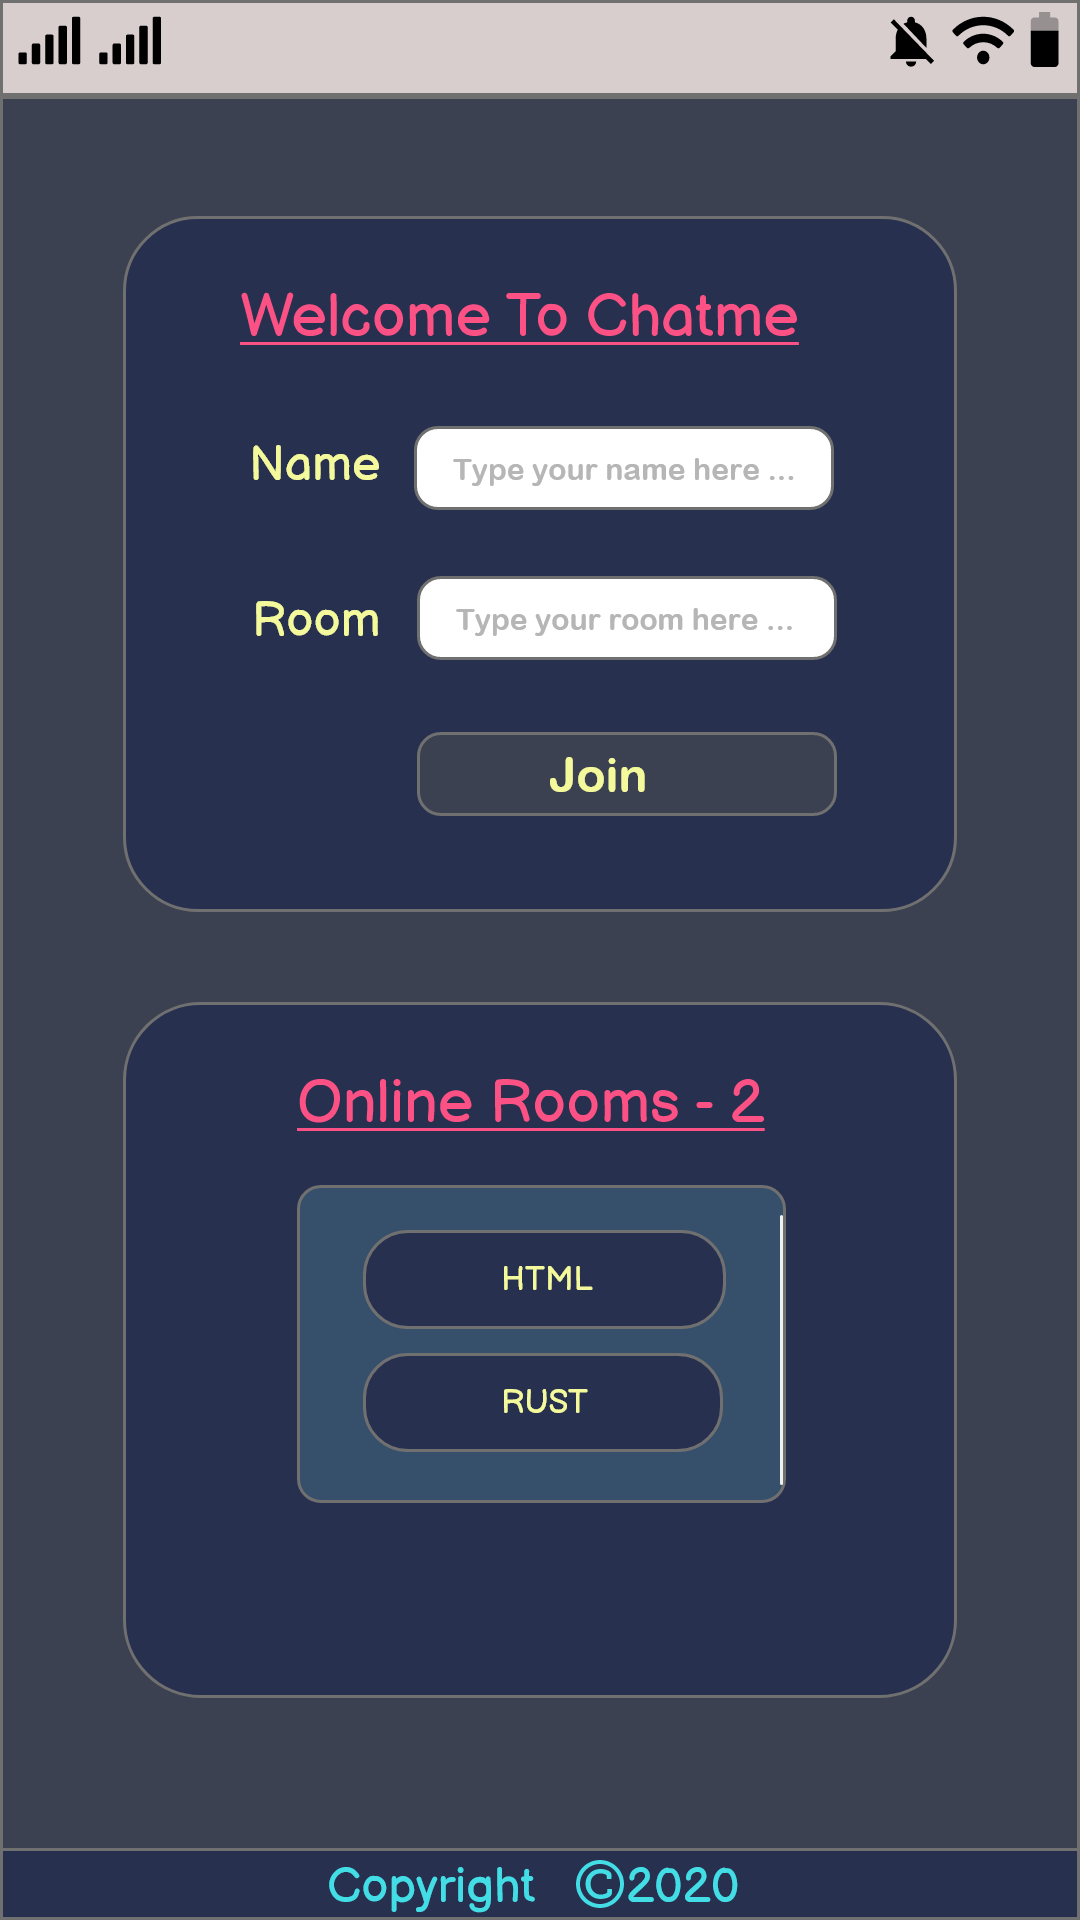 Welcome To Chatme
Name
Type your name here ...
Room
Type your room here ...
Join
Online Rooms - 2
HTML
RUST
Copyright ©2020